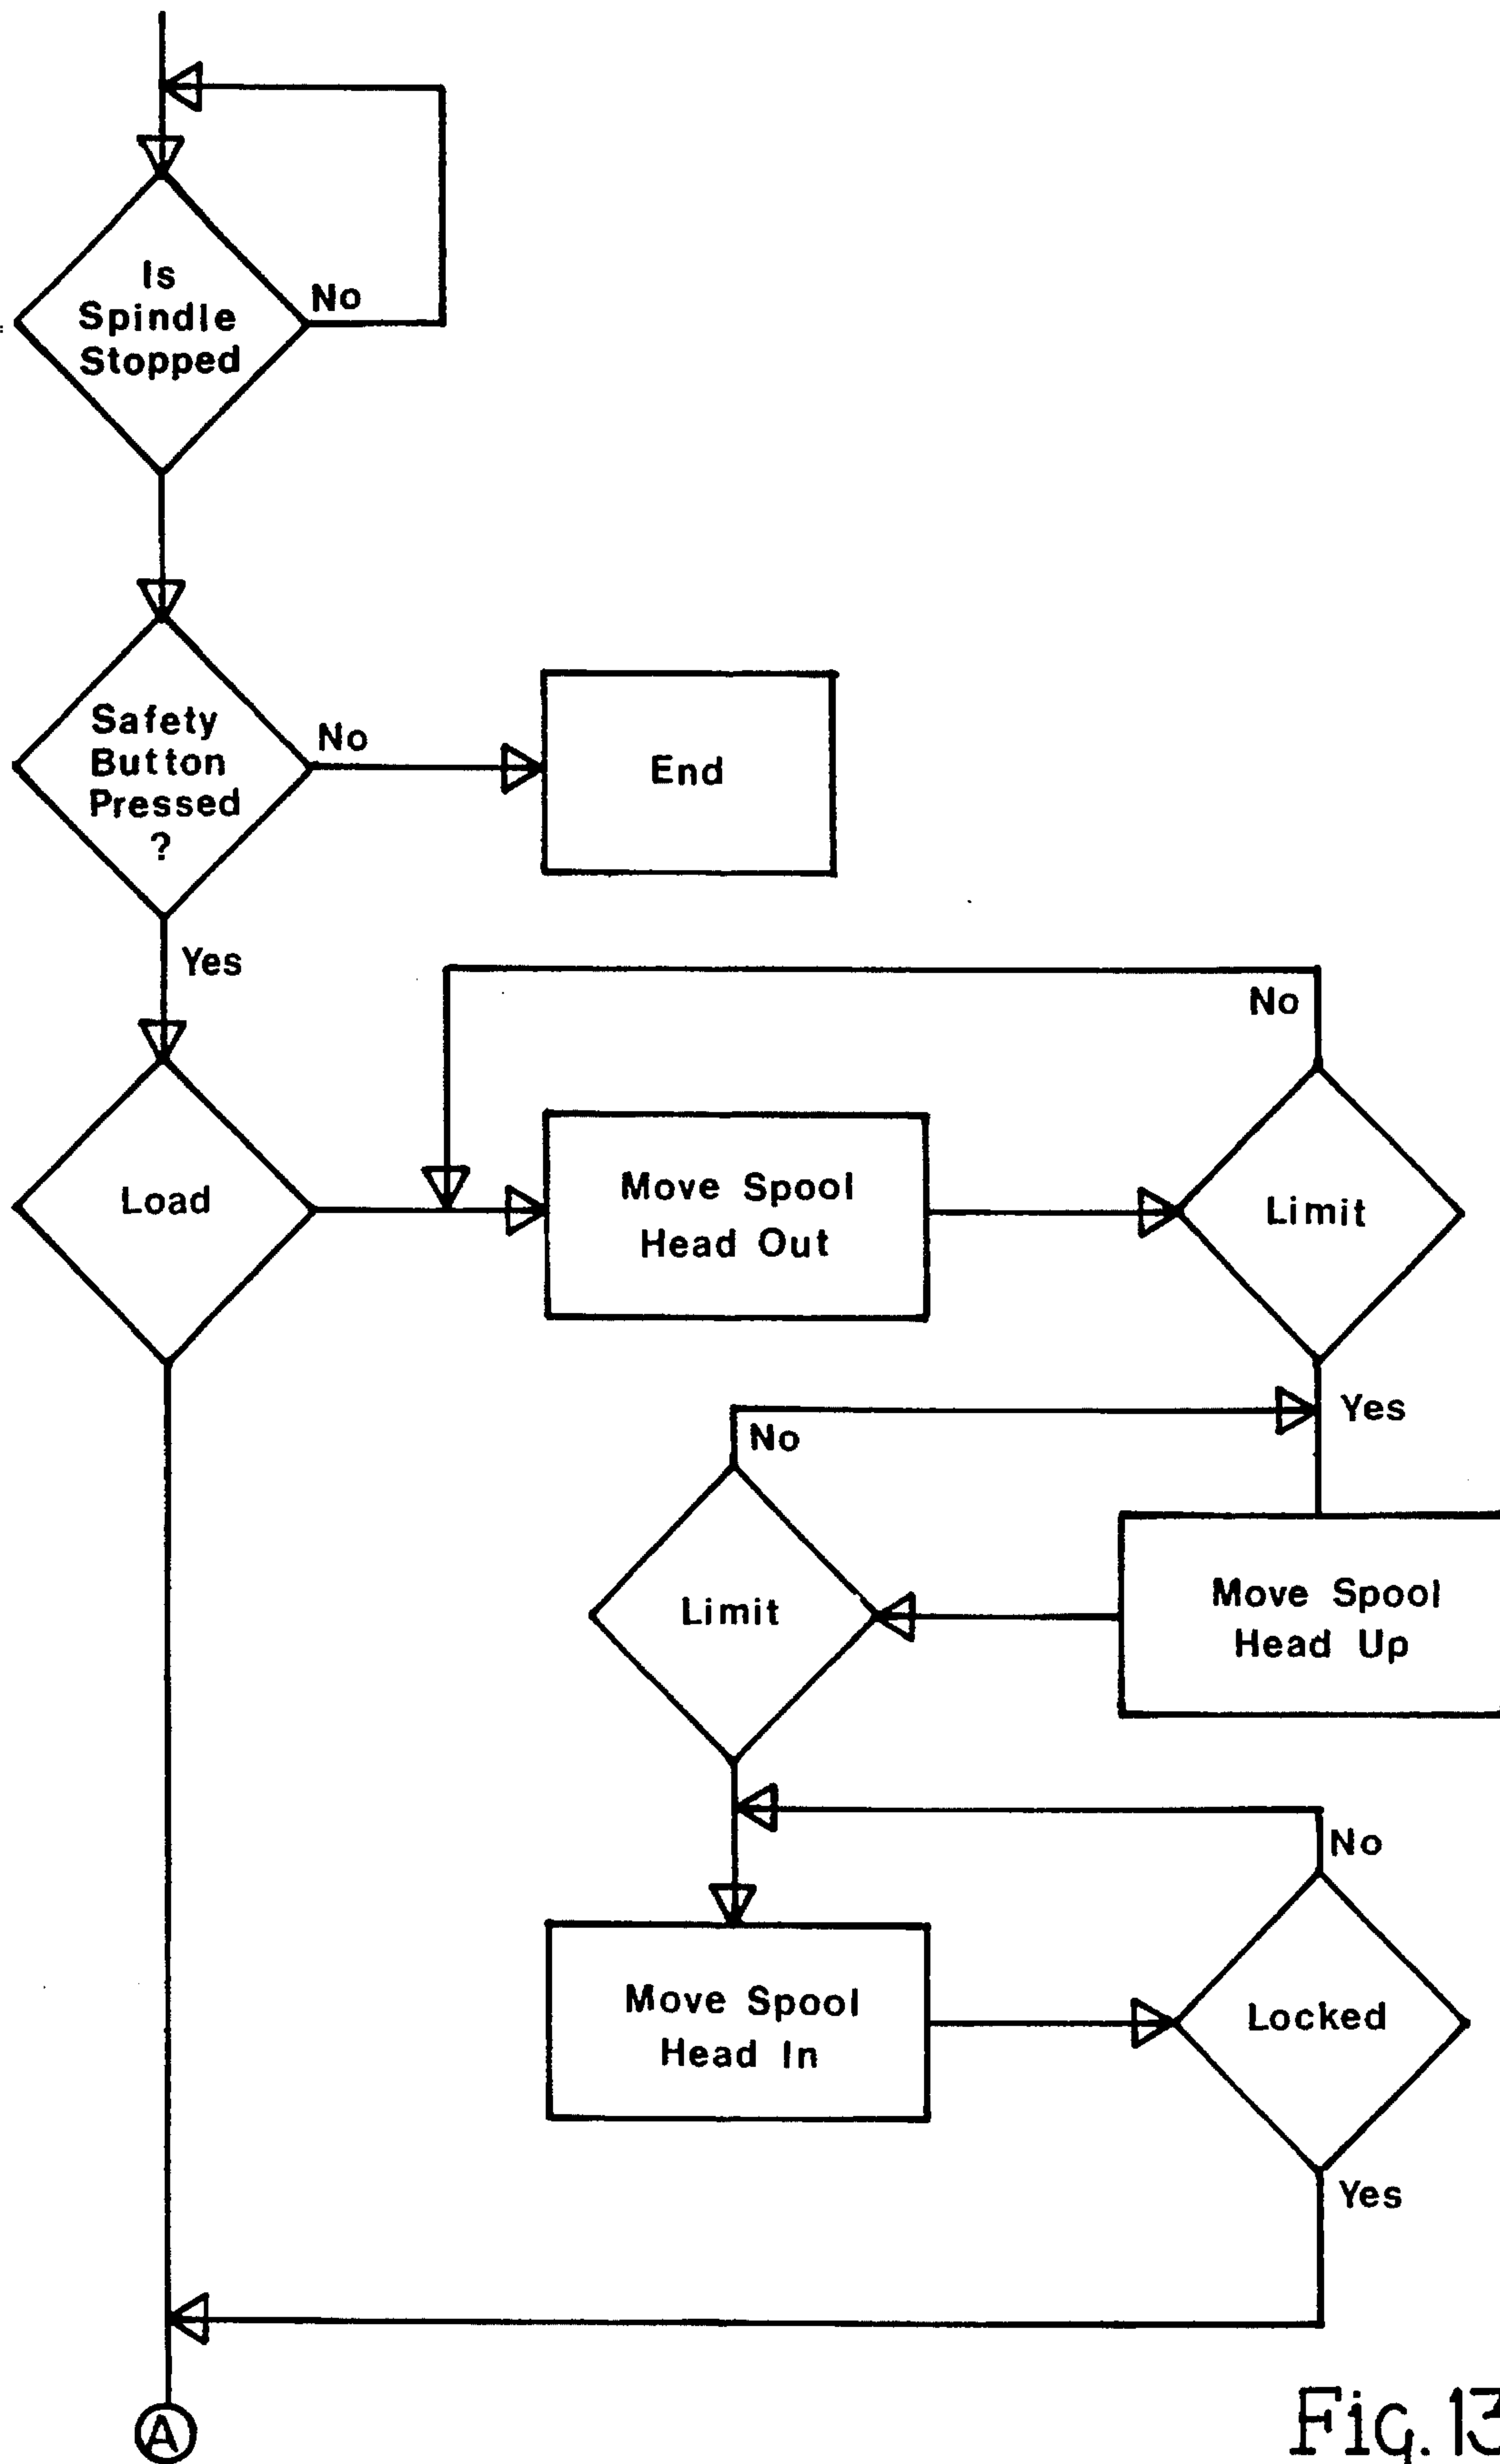 Is
Spindle
Stopped
No
Safety
Button
Pressed
?
No
End
Yes
No
Load
Move Spool
Head Out
Limit
Yes
No
Limit
Move Spool
Head Up
No
Move Spool
Head In
Locked
Yes
A
Fig. 13